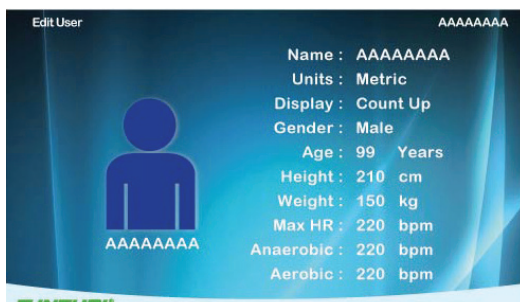 Edit User
AAAAAAAA
Name : AAAAAAAA
Units : Metric
Display : Count Up
Gender : Male
Age : 99 Years
Height : 210 cm
Weight : 150 kg
Max HR : 220 bpm
Anaerobic : 220 bpm
Aerobic : 220 bpm
AAAAAAAA